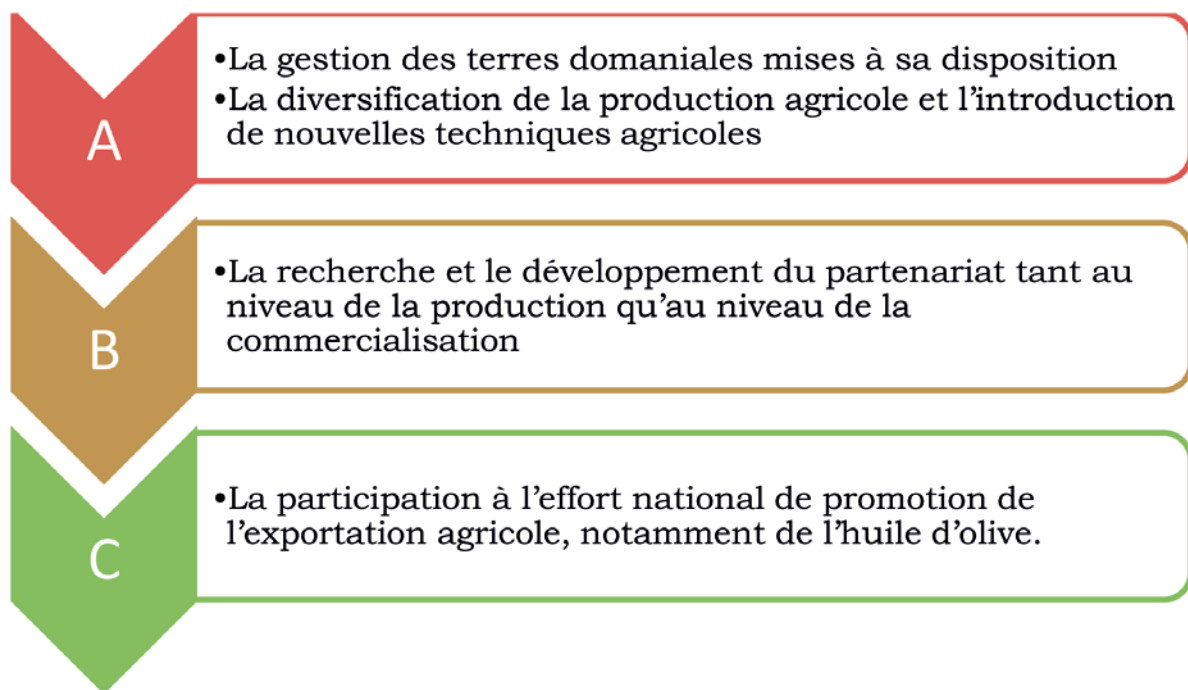 A
•La gestion des terres domaniales mises à sa disposition
•La diversification de la production agricole et l’introduction
de nouvelles techniques agricoles
B
•La recherche et le développement du partenariat tant au
niveau de la production qu’au niveau de la
commercialisation
C
•La participation à l’effort national de promotion de
l’exportation agricole, notamment de l’huile d’olive.